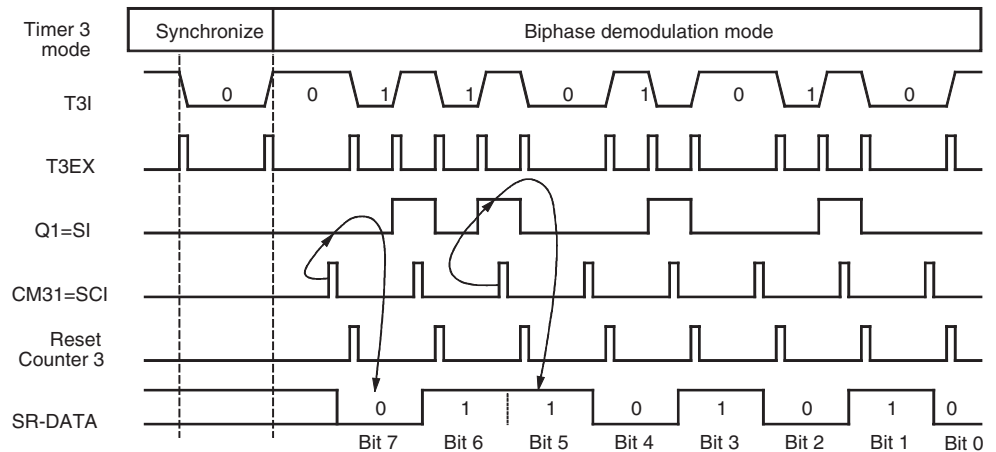 Timer 3 mode
Synchronize
Biphase demodulation mode
T3I
0 0 1 1 0 1 0 1 0
T3EX
Q1=SI
CM31=SCI
Reset Counter 3
SR-DATA
0 1 1 0 1 0 1 0
Bit 7 Bit 6 Bit 5 Bit 4 Bit 3 Bit 2 Bit 1 Bit 0